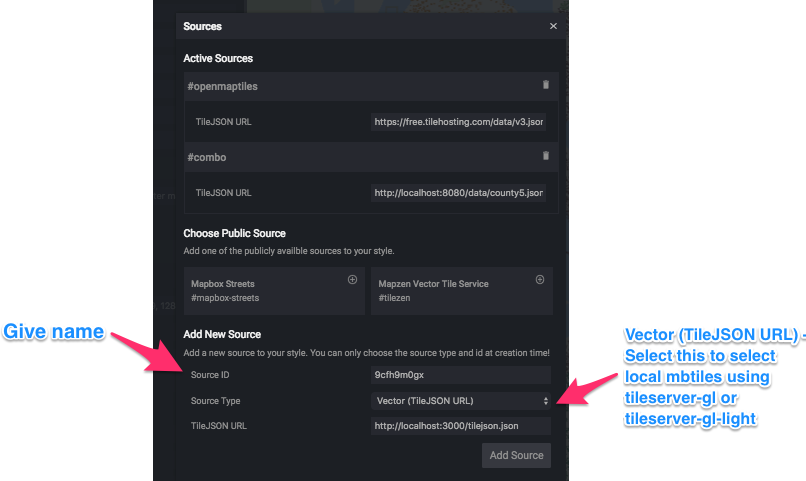 Sources ×
Active Sources
#openmaptiles
TileJSON URL https://free.tilehosting.com/data/v3.json
#combo
TileJSON URL http://localhost:8080/data/county5.json
Choose Public Source
Add one of the publicly availble sources to your style.
Mapbox Streets
#mapbox-streets
Mapzen Vector Tile Service
#tilezen
Add New Source
Add a new source to your style. You can only choose the source type and id at creation time!
Source ID 9cfh9m0gx
Source Type Vector (TileJSON URL)
TileJSON URL http://localhost:3000/tilejson.json
Add Source
Give name
Vector (TileJSON URL) -
Select this to select
local mbtiles using
tileserver-gl or
tileserver-gl-light